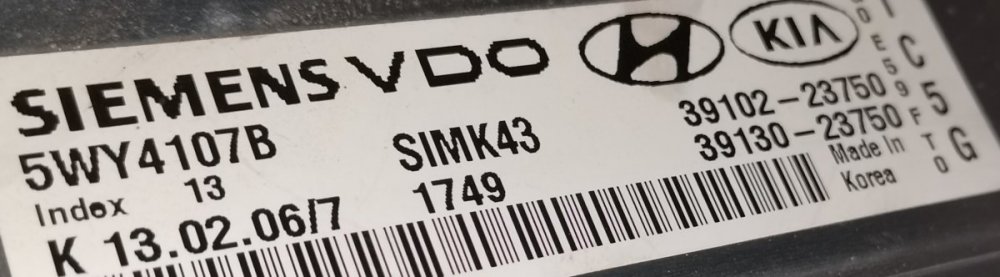 SIEMENS VDO
KIA
5WY4107B
SIMK43
39102-23750
39130-23750
Index 13
1749
Made In
Korea
K 13.02.06/7